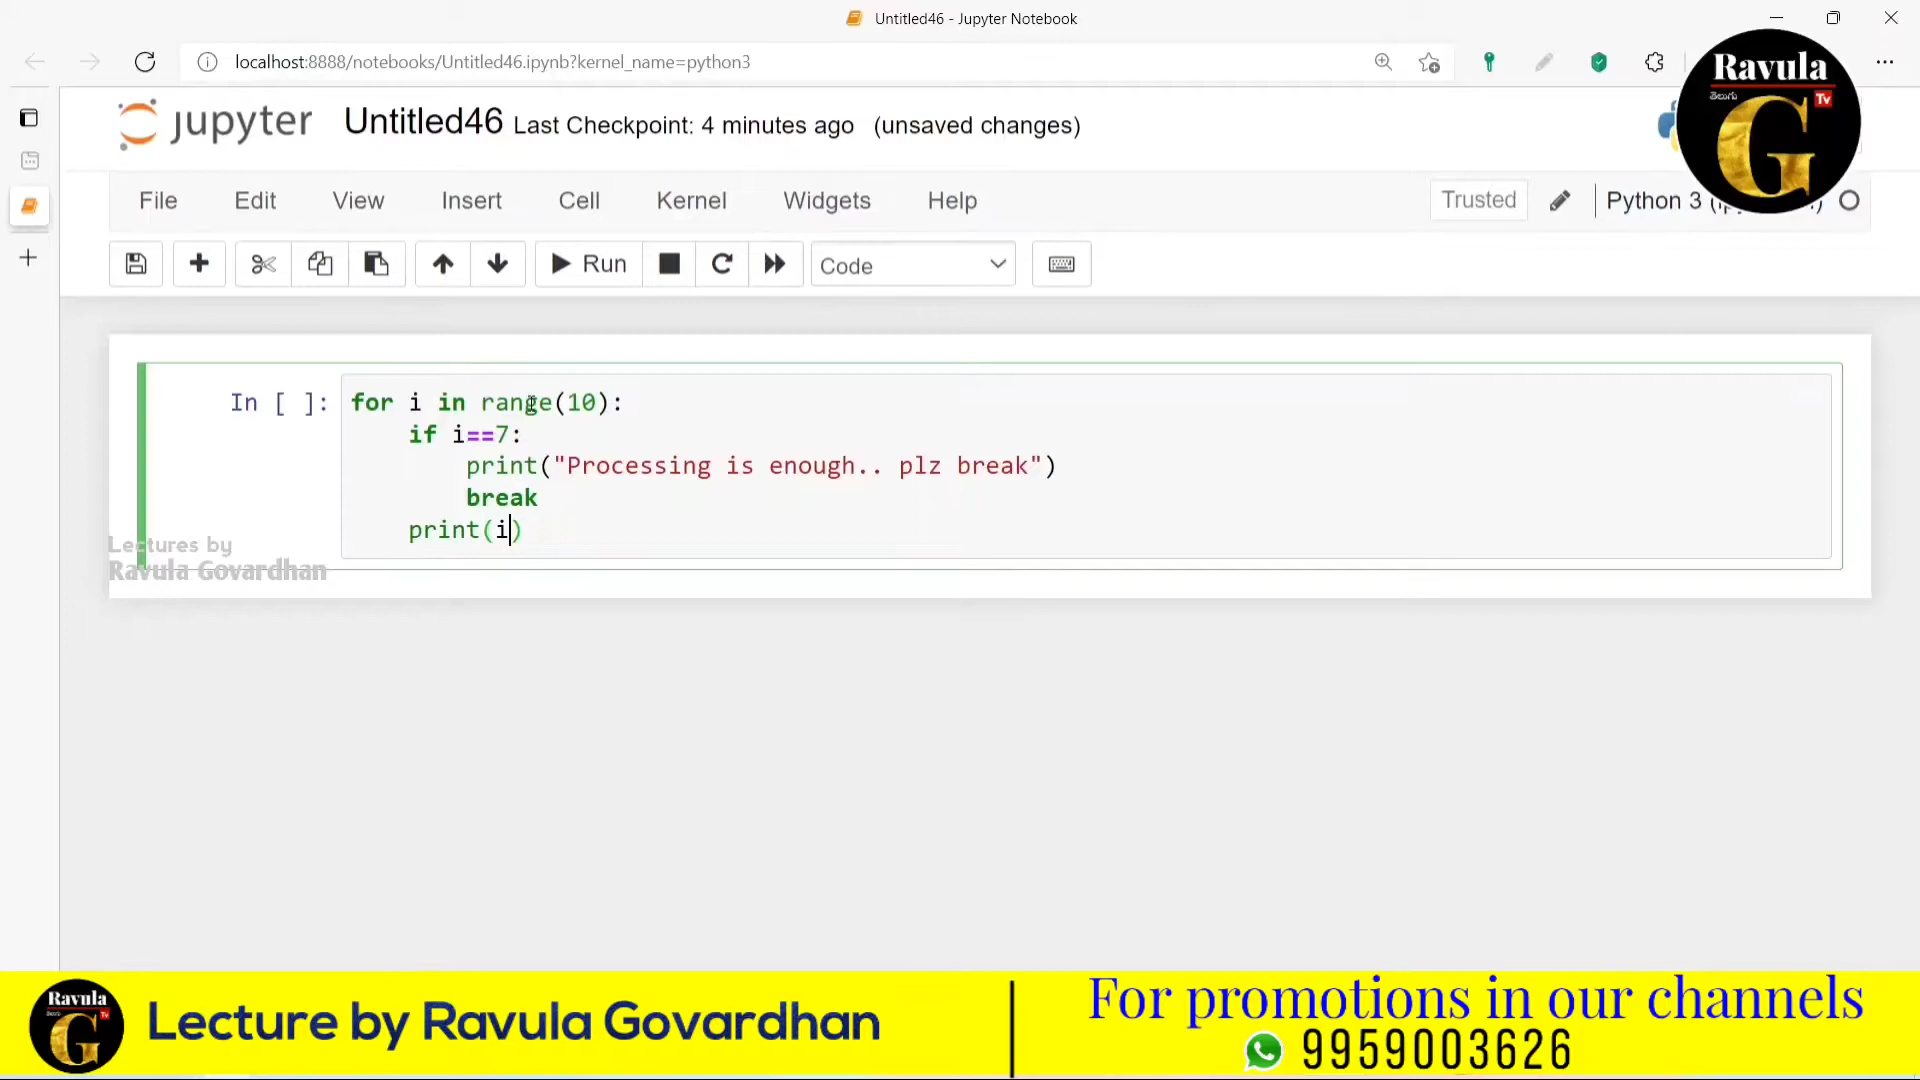 Untitled46 - Jupyter Notebook
localhost:8888/notebooks/Untitled46.ipynb?kernel_name=python3
Ravula
తెలుగు
Tv
G
jupyter Untitled46 Last Checkpoint: 4 minutes ago (unsaved changes)
File Edit View Insert Cell Kernel Widgets Help Trusted Python 3
Run Code
In [ ]: for i in range(10):
if i==7:
print("Processing is enough.. plz break")
break
print(i)
Lectures by
Ravula Govardhan
Ravula
Tv
G
Lecture by Ravula Govardhan
For promotions in our channels
9959003626